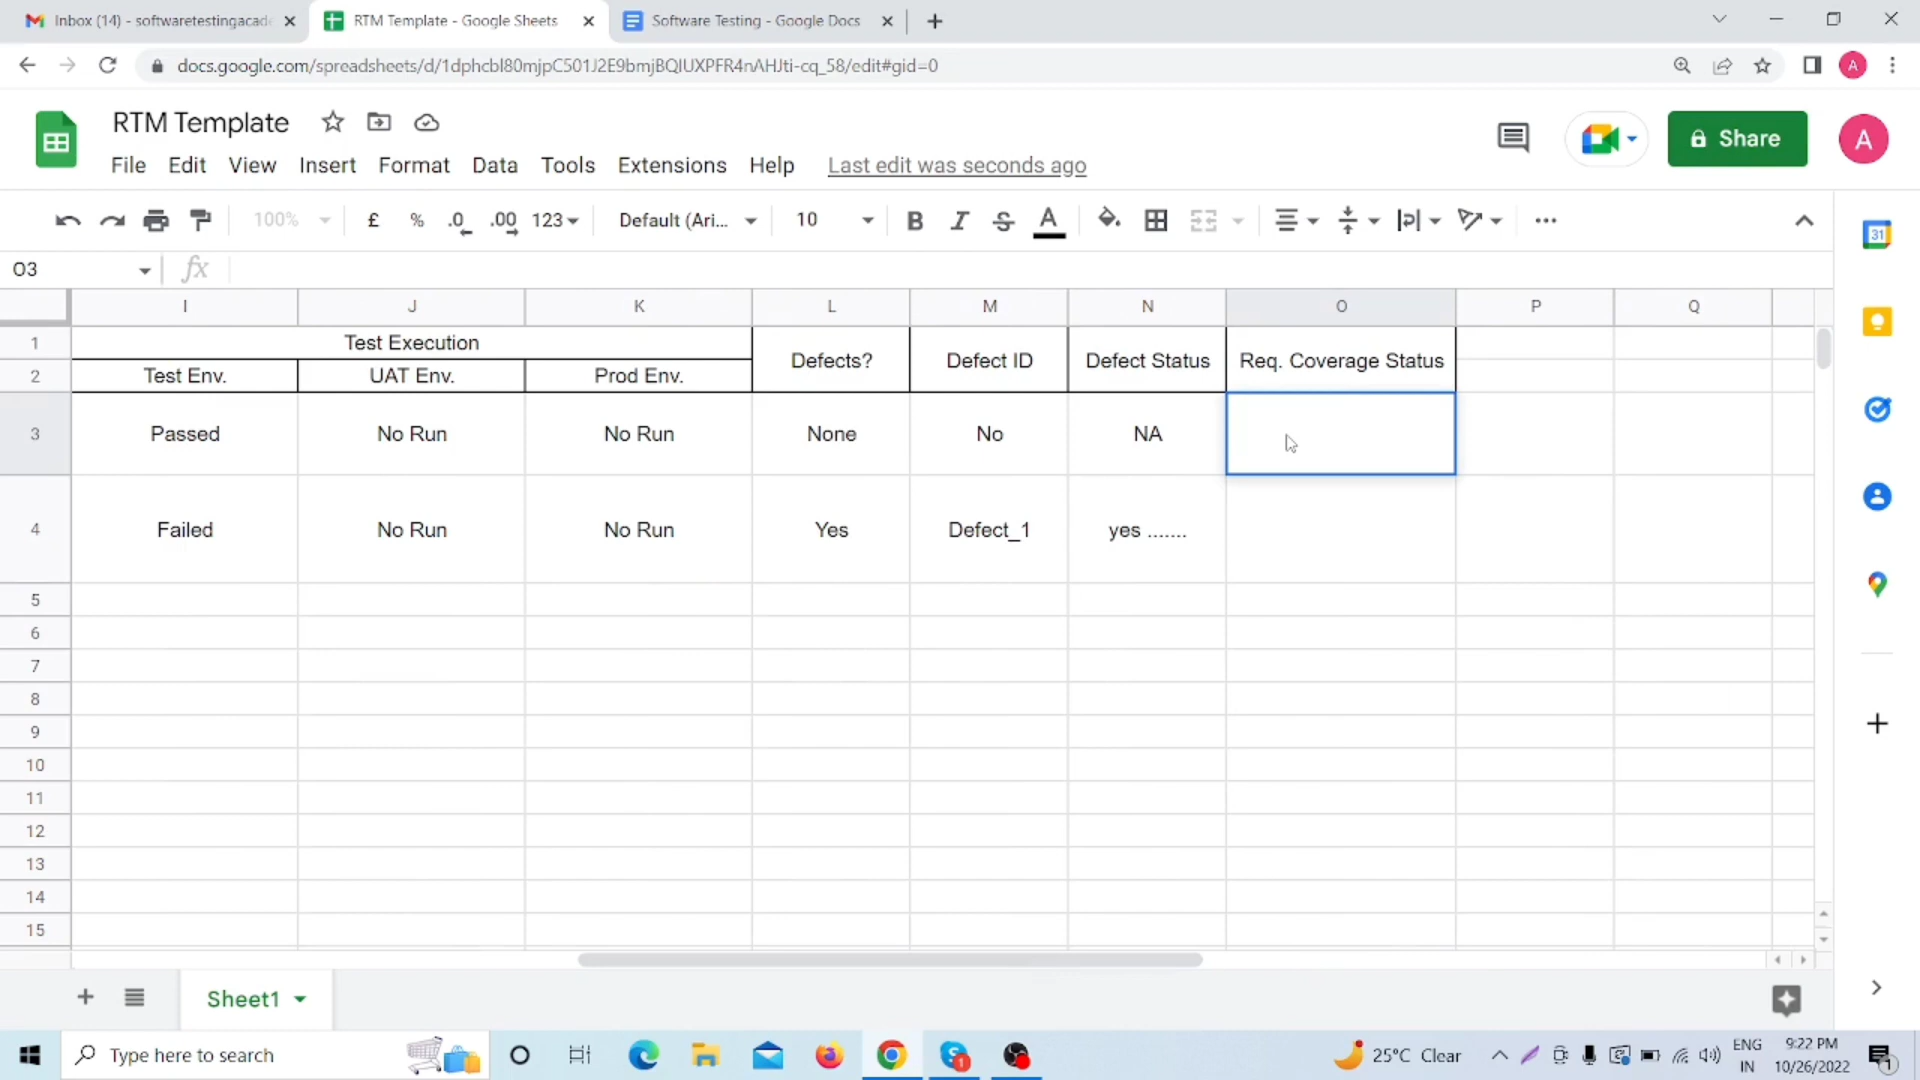 Inbox (14) - softwaretestingacade
RTM Template - Google Sheets
Software Testing - Google Docs
docs.google.com/spreadsheets/d/1dphcbl80mjpC501J2E9bmjBQIUXPFR4nAHJti-cq_58/edit#gid=0
A
RTM Template
File Edit View Insert Format Data Tools Extensions Help Last edit was seconds ago
Share
A
100% £ % .0 .00 123 Default (Ari... 10 B I S A
31
O3 fx
I J K L M N O P Q
1 Test Execution
Defects? Defect ID Defect Status Req. Coverage Status
2 Test Env. UAT Env. Prod Env.
3 Passed No Run No Run None No NA
4 Failed No Run No Run Yes Defect_1 yes .......
5
6
7
8
9
10
11
12
13
14
15
Sheet1
Type here to search
1
25°C Clear
ENG
IN
9:22 PM
10/26/2022
1